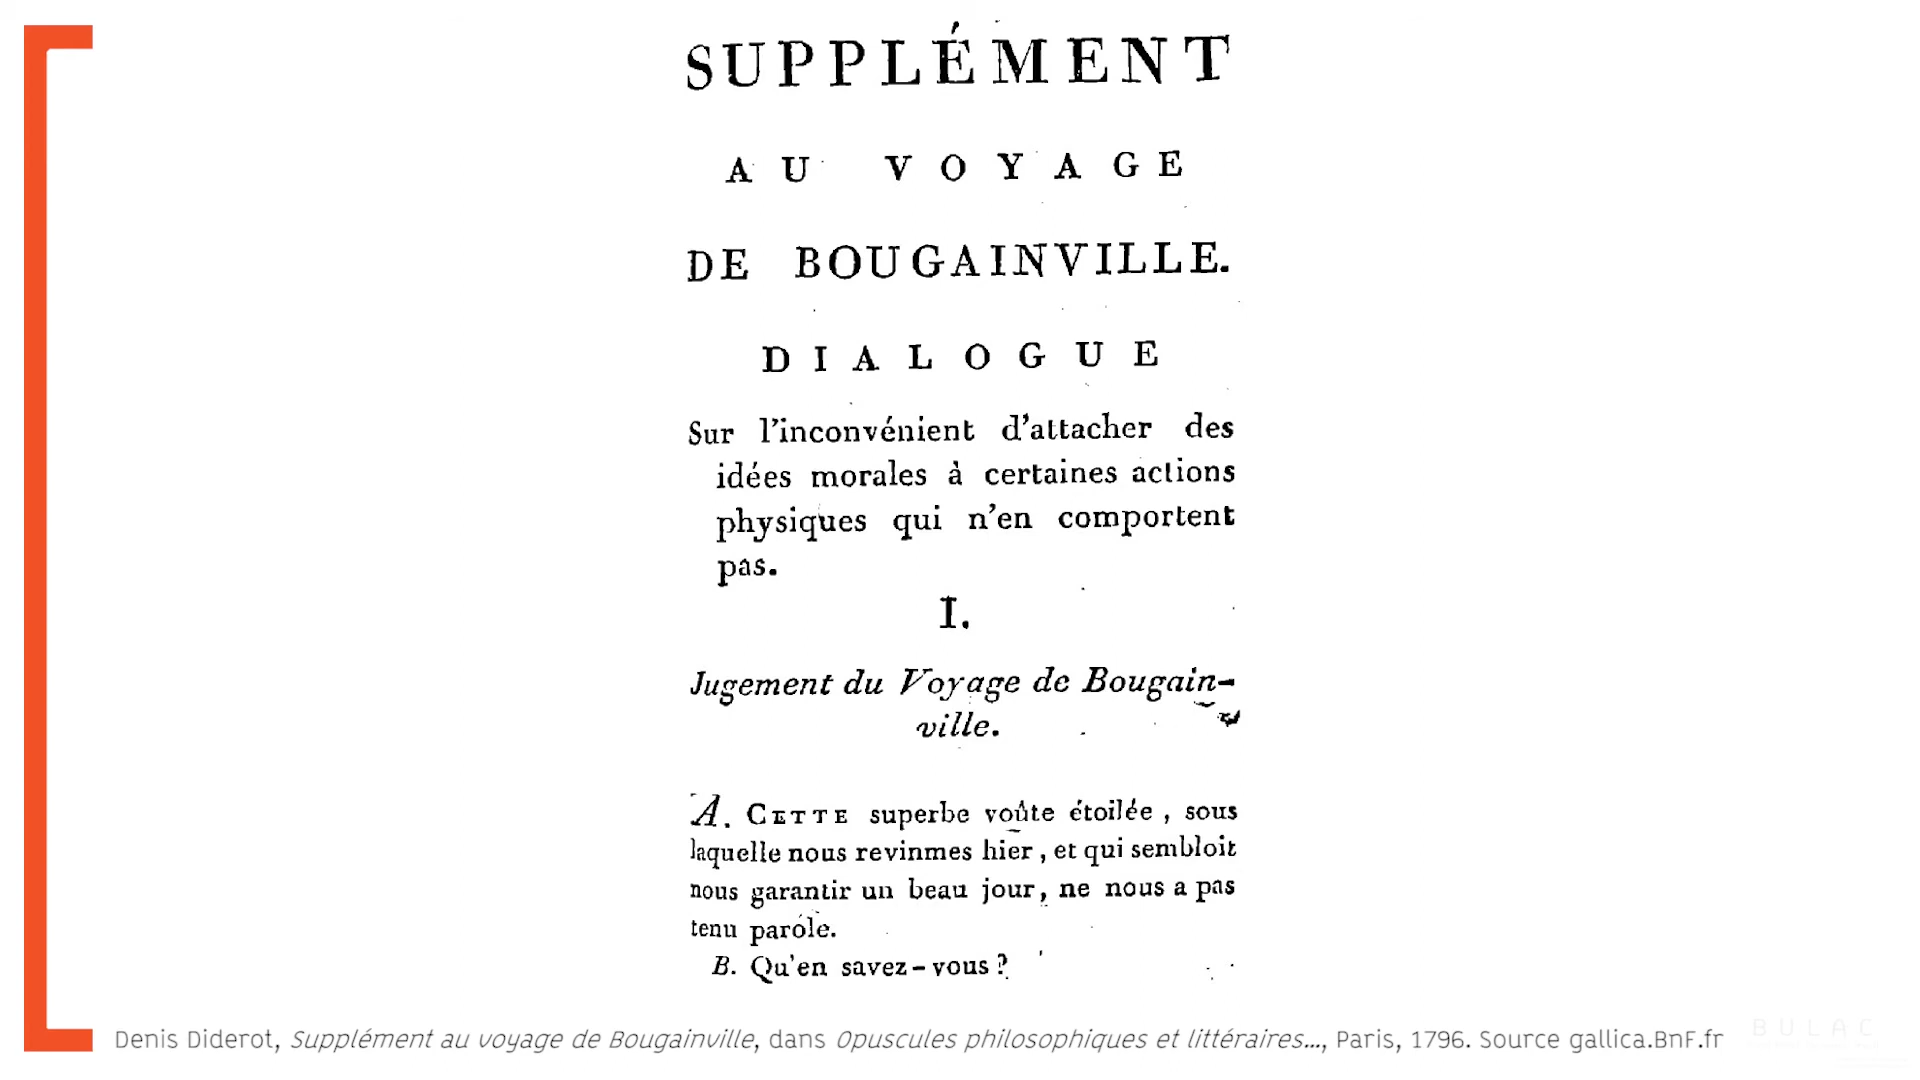 SUPPLÉMENT
AU VOYAGE
DE BOUGAINVILLE.
DIALOGUE
Sur l'inconvénient d'attacher des
idées morales à certaines actions
physiques qui n'en comportent
pas.
I.
Jugement du Voyage de Bougain-
ville.
A. CETTE superbe voûte étoilée, sous
laquelle nous revinmes hier, et qui sembloit
nous garantir un beau jour, ne nous a pas
tenu parole.
B. Qu'en savez-vous?
Denis Diderot, Supplément au voyage de Bougainville, dans Opuscules philosophiques et littéraires..., Paris, 1796. Source gallica.BnF.fr
BULAC